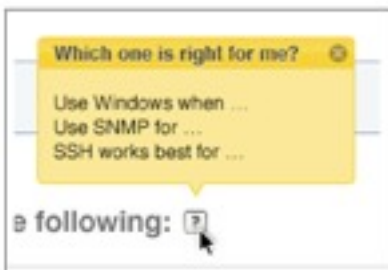 Which one is right for me?
Use Windows when ...
Use SNMP for ...
SSH works best for ...
e following: ?